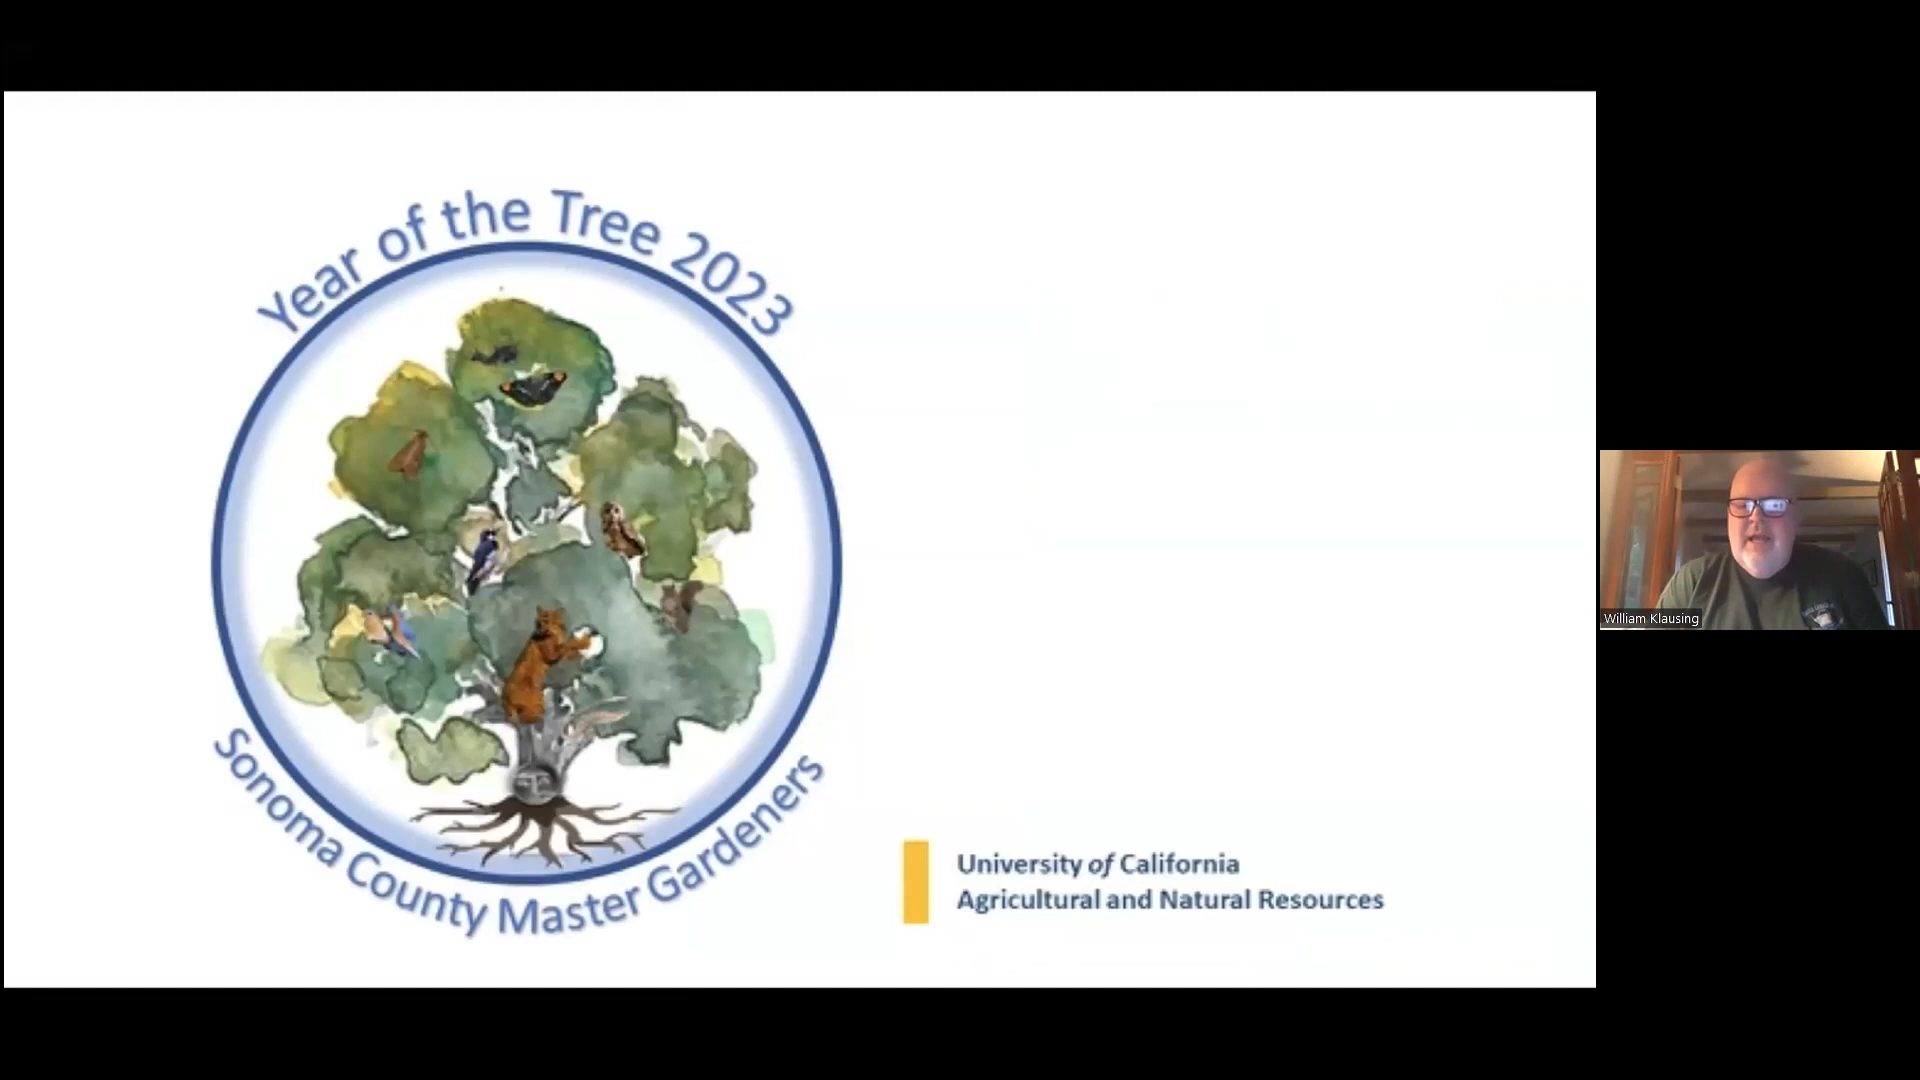 Year of the Tree 2023
Sonoma County Master Gardeners
University of California
Agricultural and Natural Resources
William Klausing